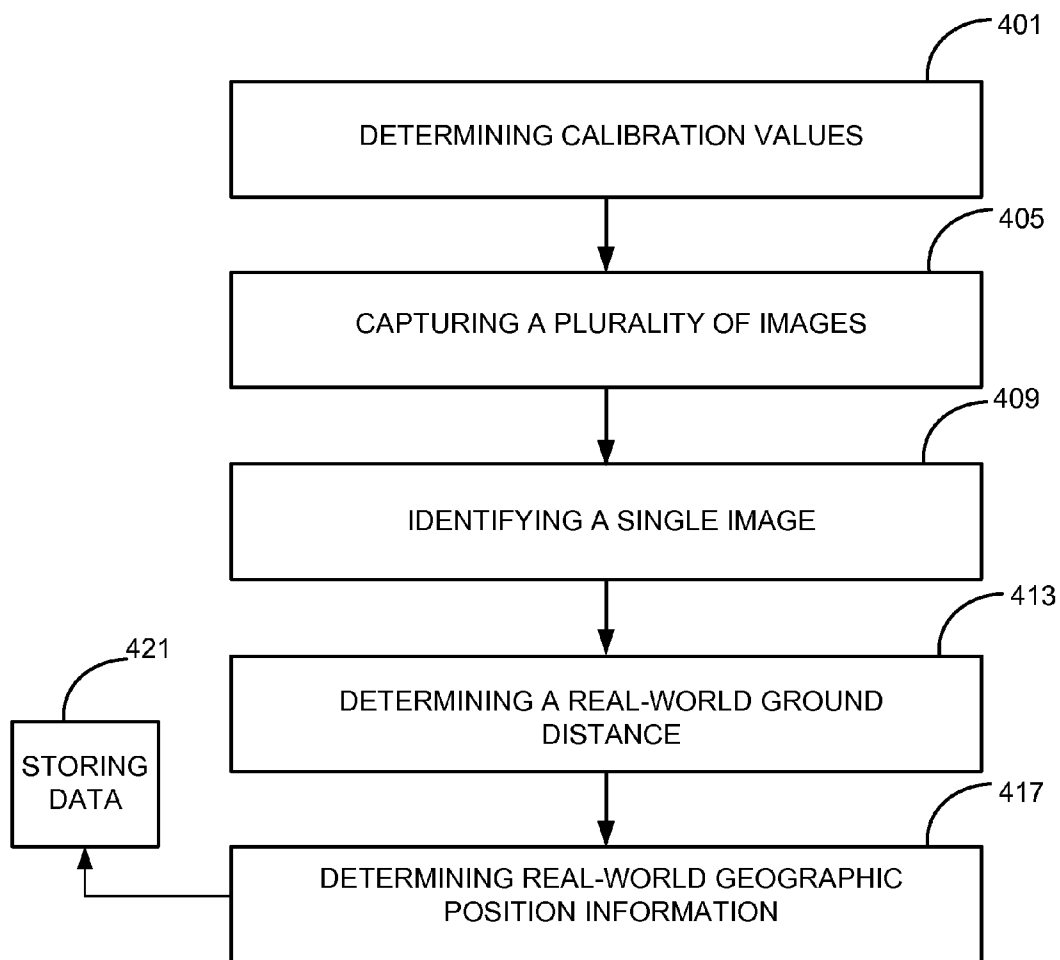 401
DETERMINING CALIBRATION VALUES
405
CAPTURING A PLURALITY OF IMAGES
409
IDENTIFYING A SINGLE IMAGE
413
DETERMINING A REAL-WORLD GROUND
DISTANCE
421
STORING
DATA
417
DETERMINING REAL-WORLD GEOGRAPHIC
POSITION INFORMATION